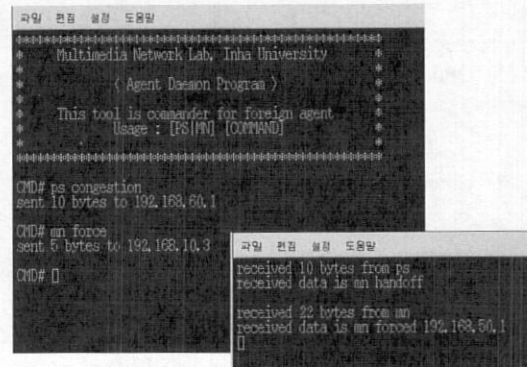 파일 편집 설정 도움말
************************************************
* Multimedia Network Lab, Inha University *
* *
* < Agent Daemon Program > *
* *
* This tool is commander for foreign agent *
* Usage : [PS|MN] [COMMAND] *
* *
************************************************
CMD# ps congestion
sent 10 bytes to 192.168.60.1
CMD# mn force
sent 5 bytes to 192.168.10.3
CMD#
파일 편집 설정 도움말
received 10 bytes from ps
received data is mn handoff
received 22 bytes from mn
received data is mn forced 192.168.50.1